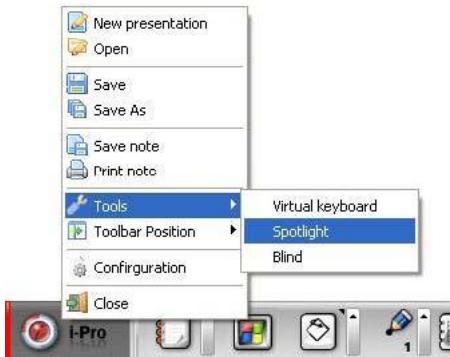 New presentation
Open
Save
Save As
Save note
Print note
Tools
Virtual keyboard
Spotlight
Blind
Toolbar Position
Confirguration
Close
i-Pro
1